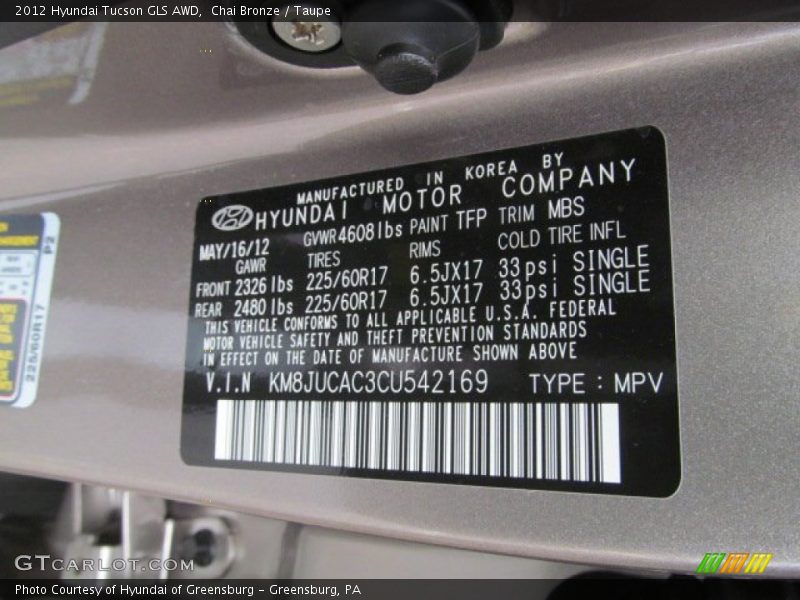 2012 Hyundai Tucson GLS AWD, Chai Bronze / Taupe
MANUFACTURED IN KOREA BY
HYUNDAI MOTOR COMPANY
MAY/16/12 GVWR 4608lbs PAINT TFP TRIM MBS
GAWR TIRES RIMS COLD TIRE INFL
FRONT 2326 lbs 225/60R17 6.5JX17 33psi SINGLE
REAR 2480 lbs 225/60R17 6.5JX17 33psi SINGLE
THIS VEHICLE CONFORMS TO ALL APPLICABLE U.S.A. FEDERAL
MOTOR VEHICLE SAFETY AND THEFT PREVENTION STANDARDS
IN EFFECT ON THE DATE OF MANUFACTURE SHOWN ABOVE
V.I.N KM8JUCAC3CU542169 TYPE : MPV
P2
225/60R17
GTCARLOT.COM
Photo Courtesy of Hyundai of Greensburg - Greensburg, PA